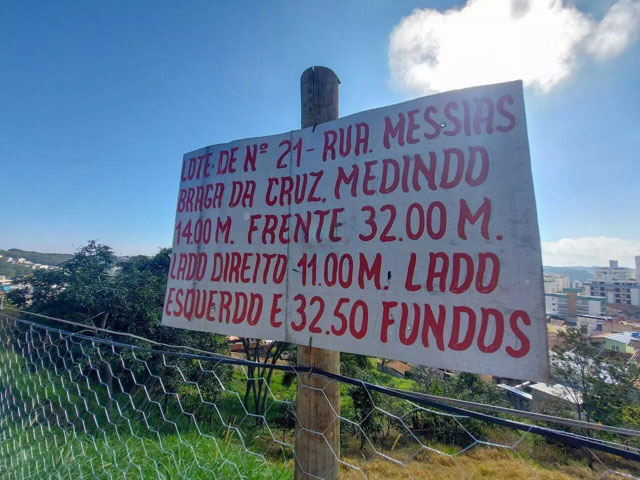 LOTE DE Nº 21 - RUA. MESSIAS
BRAGA DA CRUZ. MEDINDO
14.00 M. FRENTE 32.00 M.
LADO DIREITO 11.00 M. LADO
ESQUERDO E 32.50 FUNDOS